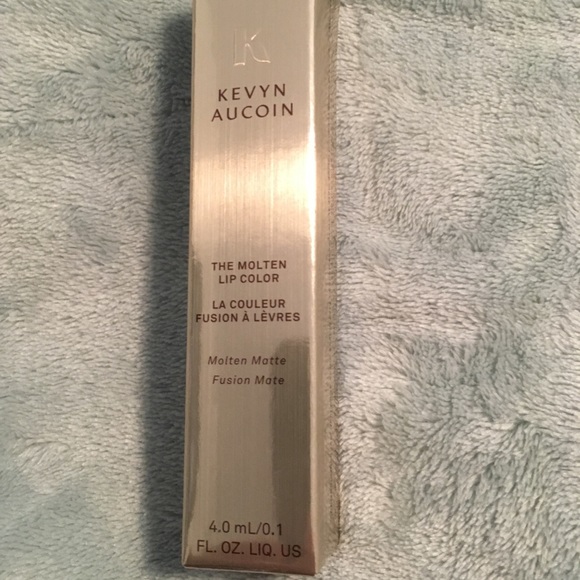 K
KEVYN
AUCOIN
THE MOLTEN
LIP COLOR
LA COULEUR
FUSION À LÈVRES
Molten Matte
Fusion Mate
4.0 mL/0.1
FL. OZ. LIQ. US